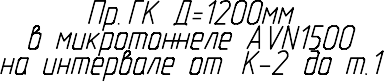 Пр. ГК Д=1200мм
в микротоннеле AVN1500
на интервале от К-2 до т.1